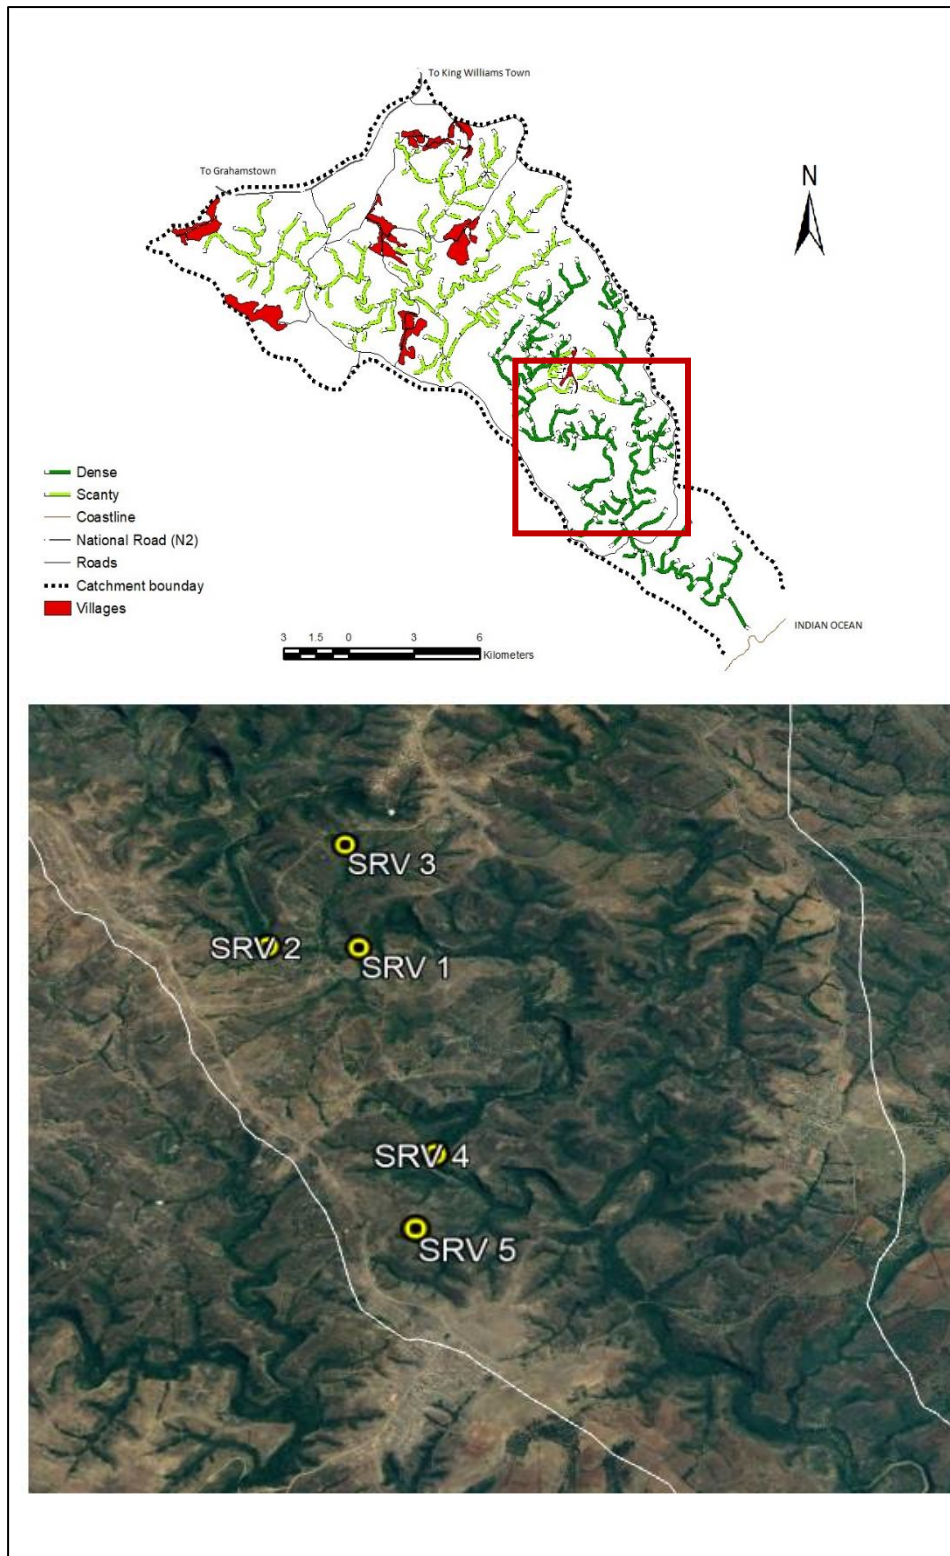 To King Williams Town
To Grahamstown
N
Dense
Scanty
Coastline
National Road (N2)
Roads
Catchment bounday
Villages
3 1.5 0 3 6
Kilometers
INDIAN OCEAN
SRV 3
SRV 2
SRV 1
SRV 4
SRV 5